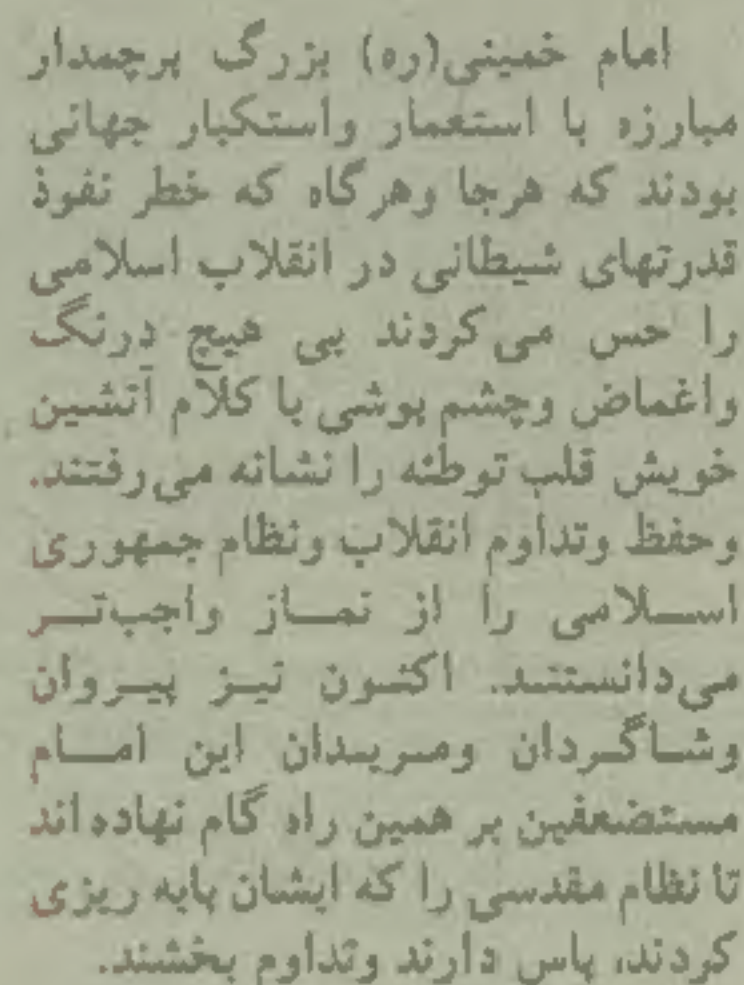 امام خمینی(ره) بزرگ پرچمدار
مبارزه با استعمار واستکبار جهانی
بودند که هرجا وهرگاه که خطر نفوذ
قدرتهای شیطانی در انقلاب اسلامی
را حس می‌کردند بی هیچ درنگ
واغماض وچشم پوشی با کلام آتشین
خویش قلب توطئه را نشانه می‌رفتند.
وحفظ وتداوم انقلاب ونظام جمهوری
اسلامی را از نماز واجب‌تر
می‌دانستند. اکنون نیز پیروان
وشاگردان ومریدان این امام
مستضعفین بر همین راه گام نهاده‌اند
تا نظام مقدسی را که ایشان پایه ریزی
کردند، پاس دارند وتداوم بخشند.